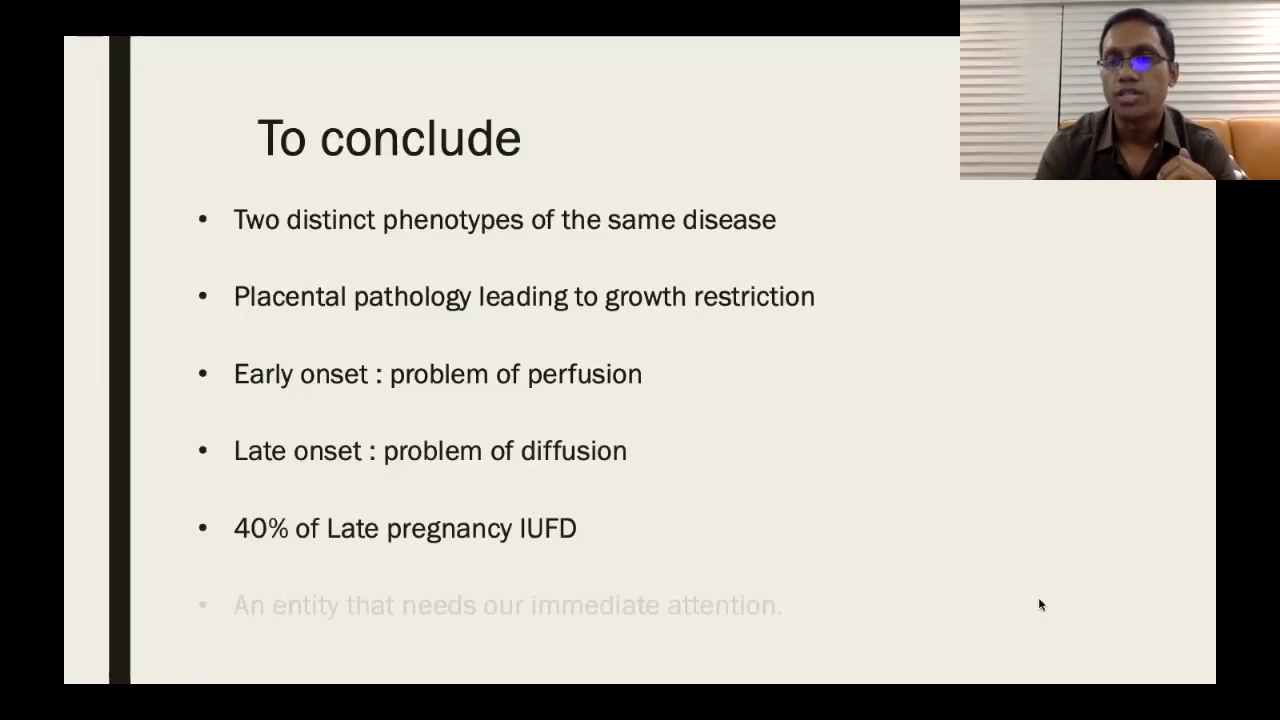 To conclude
• Two distinct phenotypes of the same disease
• Placental pathology leading to growth restriction
• Early onset : problem of perfusion
• Late onset : problem of diffusion
• 40% of Late pregnancy IUFD
• An entity that needs our immediate attention.